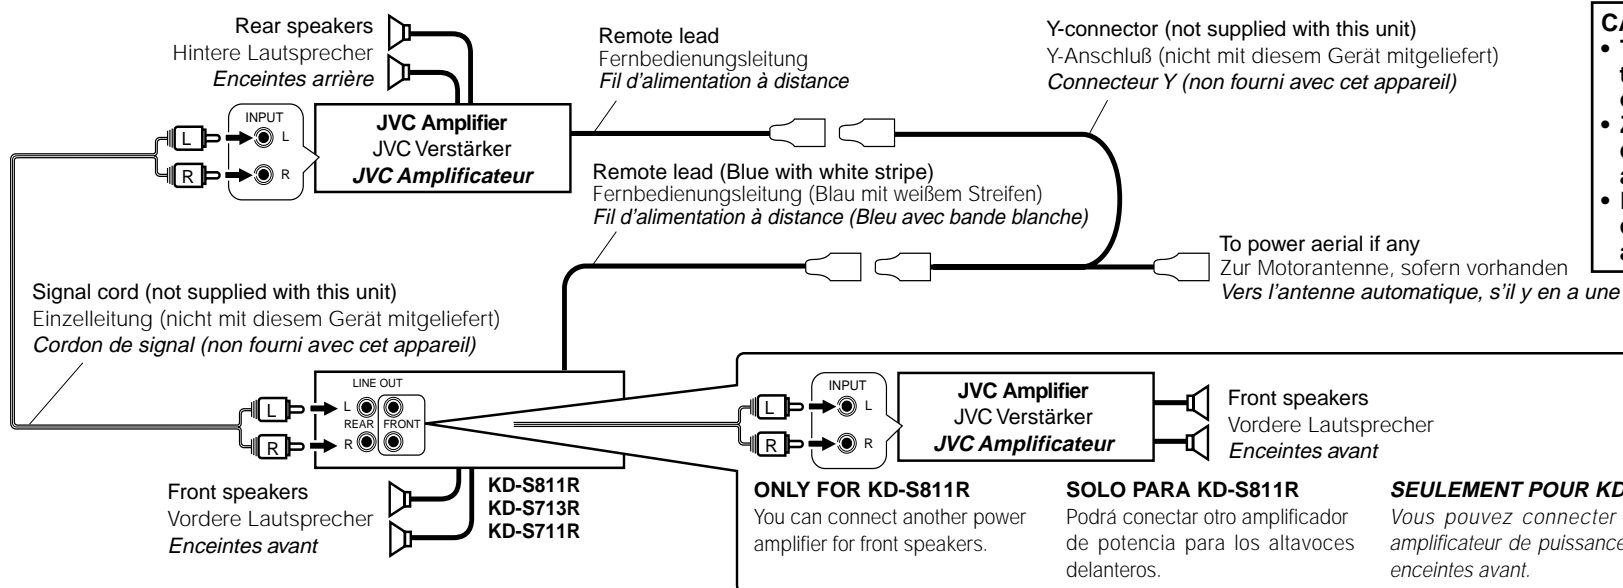 Rear speakers
Hintere Lautsprecher
Enceintes arrière
Remote lead
Fernbedienungsleitung
Fil d'alimentation à distance
Y-connector (not supplied with this unit)
Y-Anschluß (nicht mit diesem Gerät mitgeliefert)
Connecteur Y (non fourni avec cet appareil)
L
R
INPUT
L
R
JVC Amplifier
JVC Verstärker
JVC Amplificateur
Remote lead (Blue with white stripe)
Fernbedienungsleitung (Blau mit weißem Streifen)
Fil d'alimentation à distance (Bleu avec bande blanche)
To power aerial if any
Zur Motorantenne, sofern vorhanden
Vers l'antenne automatique, s'il y en a une
Signal cord (not supplied with this unit)
Einzelleitung (nicht mit diesem Gerät mitgeliefert)
Cordon de signal (non fourni avec cet appareil)
L
R
LINE OUT
L
REAR FRONT
R
Front speakers
Vordere Lautsprecher
Enceintes avant
KD-S811R
KD-S713R
KD-S711R
L
R
INPUT
L
R
JVC Amplifier
JVC Verstärker
JVC Amplificateur
Front speakers
Vordere Lautsprecher
Enceintes avant
ONLY FOR KD-S811R
You can connect another power
amplifier for front speakers.
SOLO PARA KD-S811R
Podrá conectar otro amplificador
de potencia para los altavoces
delanteros.
SEULEMENT POUR KD
Vous pouvez connecter
amplificateur de puissance
enceintes avant.